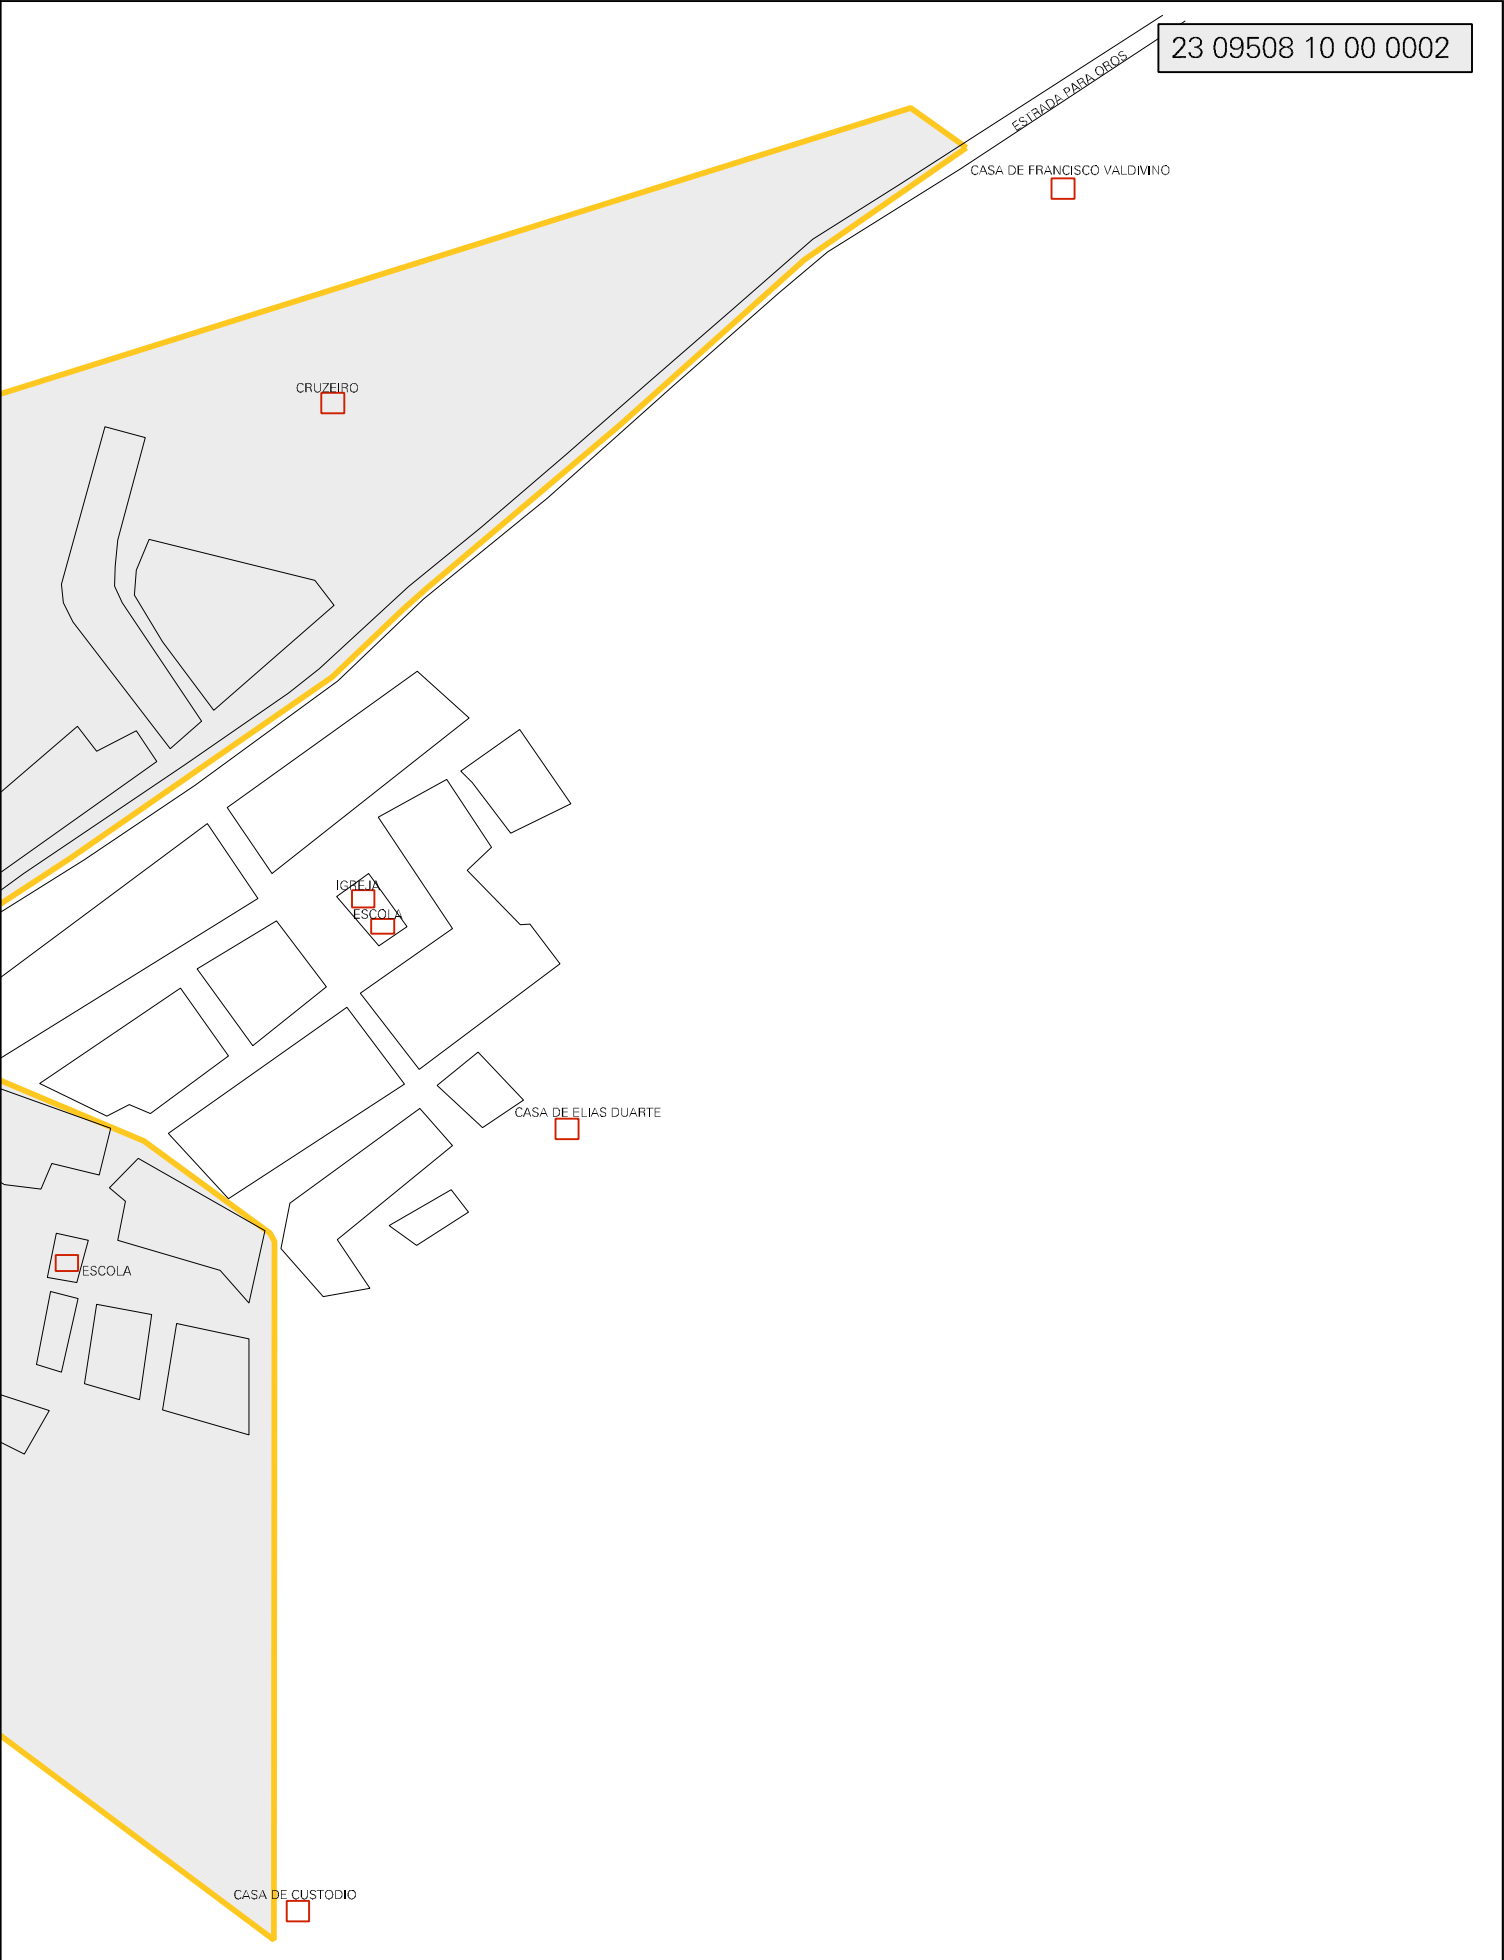 23 09508 10 00 0002
ESTRADA PARA OROS
CASA DE FRANCISCO VALDIVINO
CRUZEIRO
IGREJA
ESCOLA
CASA DE ELIAS DUARTE
ESCOLA
CASA DE CUSTODIO